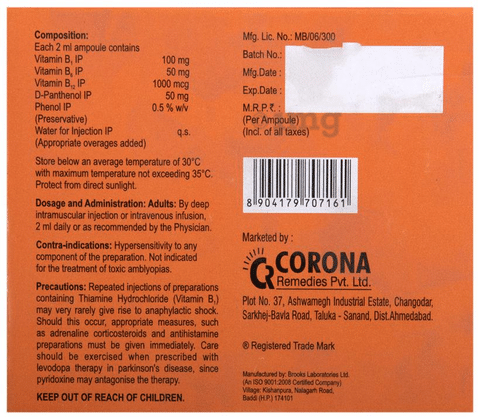 Composition:
Each 2 ml ampoule contains
Vitamin B₁ IP 100 mg
Vitamin B₆ IP 50 mg
Vitamin B₁₂ IP 1000 mcg
D-Panthenol IP 50 mg
Phenol IP 0.5 % w/v
(Preservative)
Water for Injection IP q.s.
(Appropriate overages added)
Store below an average temperature of 30°C
with maximum temperature not exceeding 35°C.
Protect from direct sunlight.
Dosage and Administration: Adults: By deep
intramuscular injection or intravenous infusion,
2 ml daily or as recommended by the Physician.
Contra-indications: Hypersensitivity to any
component of the preparation. Not indicated
for the treatment of toxic amblyopias.
Precautions: Repeated injections of preparations
containing Thiamine Hydrochloride (Vitamin B₁)
may very rarely give rise to anaphylactic shock.
Should this occur, appropriate measures, such
as adrenaline corticosteroids and antihistamine
preparations must be given immediately. Care
should be exercised when prescribed with
levodopa therapy in parkinson's disease, since
pyridoxine may antagonise the therapy.
KEEP OUT OF REACH OF CHILDREN.
Mfg. Lic. No.: MB/06/300
Batch No.:
Mfg.Date :
Exp.Date :
M.R.P.₹. :
(Per Ampoule)
(Incl. of all taxes)
8 904179 707161
Marketed by :
CORONA
Remedies Pvt. Ltd.
Plot No. 37, Ashwamegh Industrial Estate, Changodar,
Sarkhej-Bavla Road, Taluka - Sanand, Dist.Ahmedabad.
® Registered Trade Mark
Manufactured by: Brooks Laboratories Ltd.
(An ISO 9001:2008 Certified Company)
Village: Kishanpura, Nalagarh Road,
Baddi (H.P.) 174101